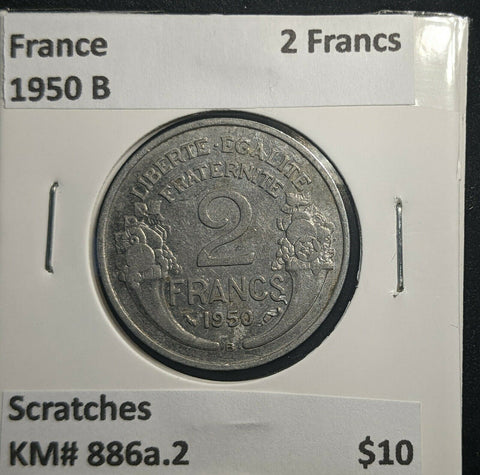 France 2 Francs
1950 B
LIBERTE · EGALITE
FRATERNITE
2
FRANCS
1950
B
Scratches
KM# 886a.2 $10